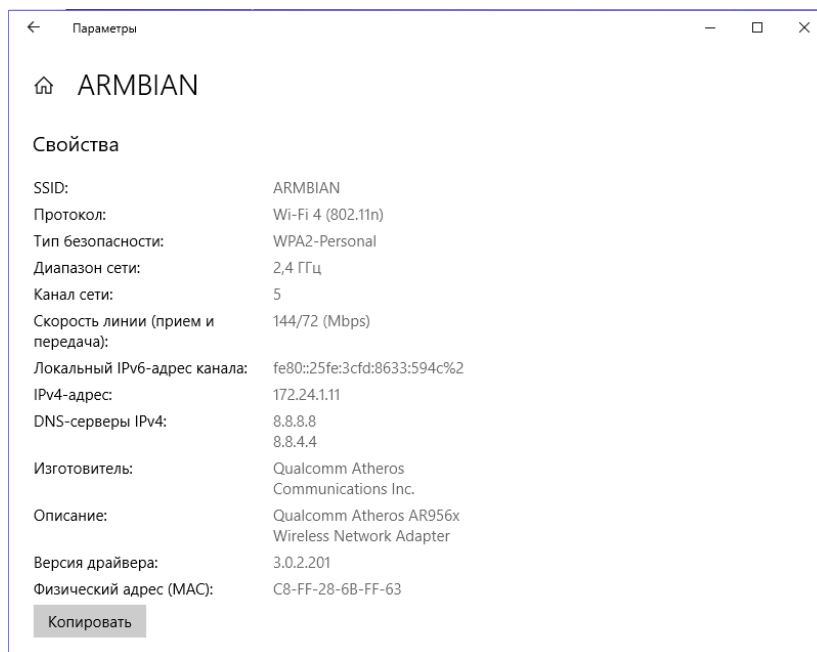 Параметры
ARMBIAN
Свойства
SSID: ARMBIAN
Протокол: Wi-Fi 4 (802.11n)
Тип безопасности: WPA2-Personal
Диапазон сети: 2,4 ГГц
Канал сети: 5
Скорость линии (прием и 144/72 (Mbps)
передача):
Локальный IPv6-адрес канала: fe80::25fe:3cfd:8633:594c%2
IPv4-адрес: 172.24.1.11
DNS-серверы IPv4: 8.8.8.8
8.8.4.4
Изготовитель: Qualcomm Atheros
Communications Inc.
Описание: Qualcomm Atheros AR956x
Wireless Network Adapter
Версия драйвера: 3.0.2.201
Физический адрес (MAC): C8-FF-28-6B-FF-63
Копировать